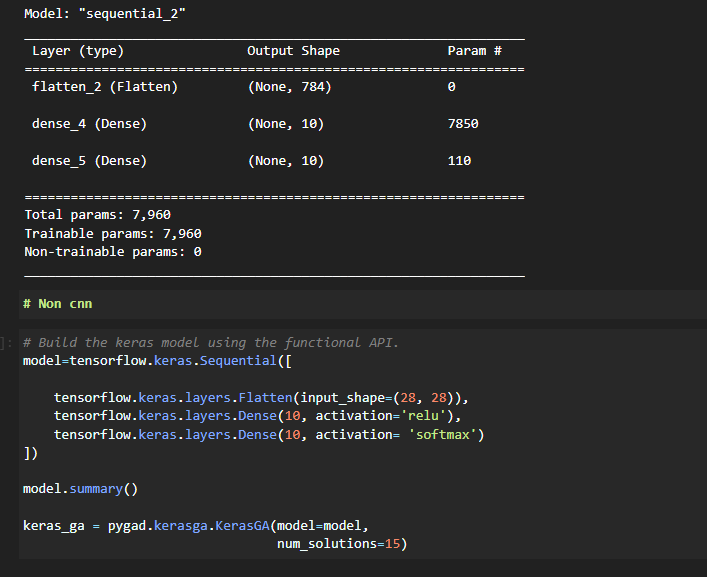 Model: "sequential_2"
Layer (type) Output Shape Param #
flatten_2 (Flatten) (None, 784) 0
dense_4 (Dense) (None, 10) 7850
dense_5 (Dense) (None, 10) 110
Total params: 7,960
Trainable params: 7,960
Non-trainable params: 0
# Non cnn
]: # Build the keras model using the functional API.
model=tensorflow.keras.Sequential([
tensorflow.keras.layers.Flatten(input_shape=(28, 28)),
tensorflow.keras.layers.Dense(10, activation='relu'),
tensorflow.keras.layers.Dense(10, activation= 'softmax')
])
model.summary()
keras_ga = pygad.kerasga.KerasGA(model=model,
num_solutions=15)